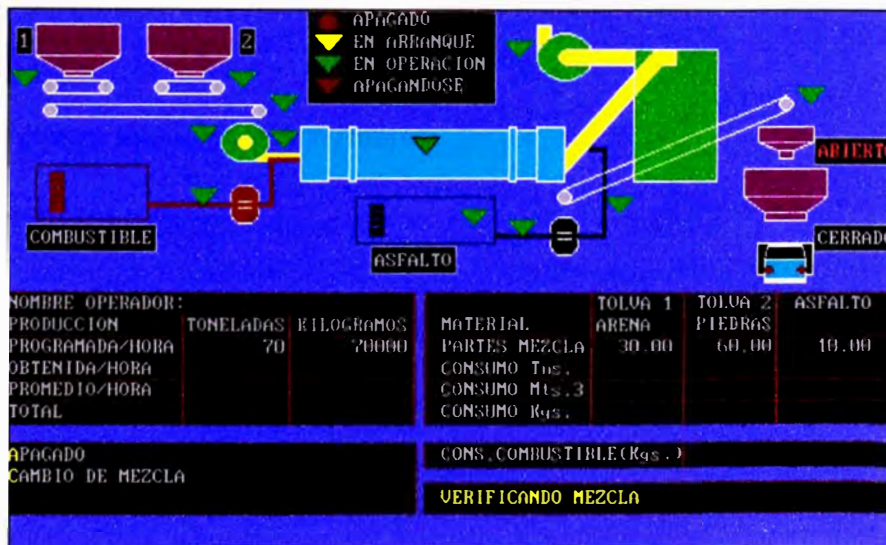 APAGADO
EN ARRANQUE
EN OPERACION
APAGANDOSE
1
2
ABIERTO
COMBUSTIBLE
ASFALTO
CERRADO
NOMBRE OPERADOR:
PRODUCCION TONELADAS KILOGRAMOS
PROGRAMADA/HORA 70 70000
OBTENIDA/HORA
PROMEDIO/HORA
TOTAL
TOLVA 1 TOLVA 2 ASFALTO
MATERIAL ARENA PIEDRAS
PARTES MEZCLA 30.00 60.00 10.00
CONSUMO Tns.
CONSUMO Mts.3
CONSUMO Kgs.
APAGADO
CAMBIO DE MEZCLA
CONS.COMBUSTIBLE(Kgs.)
VERIFICANDO MEZCLA